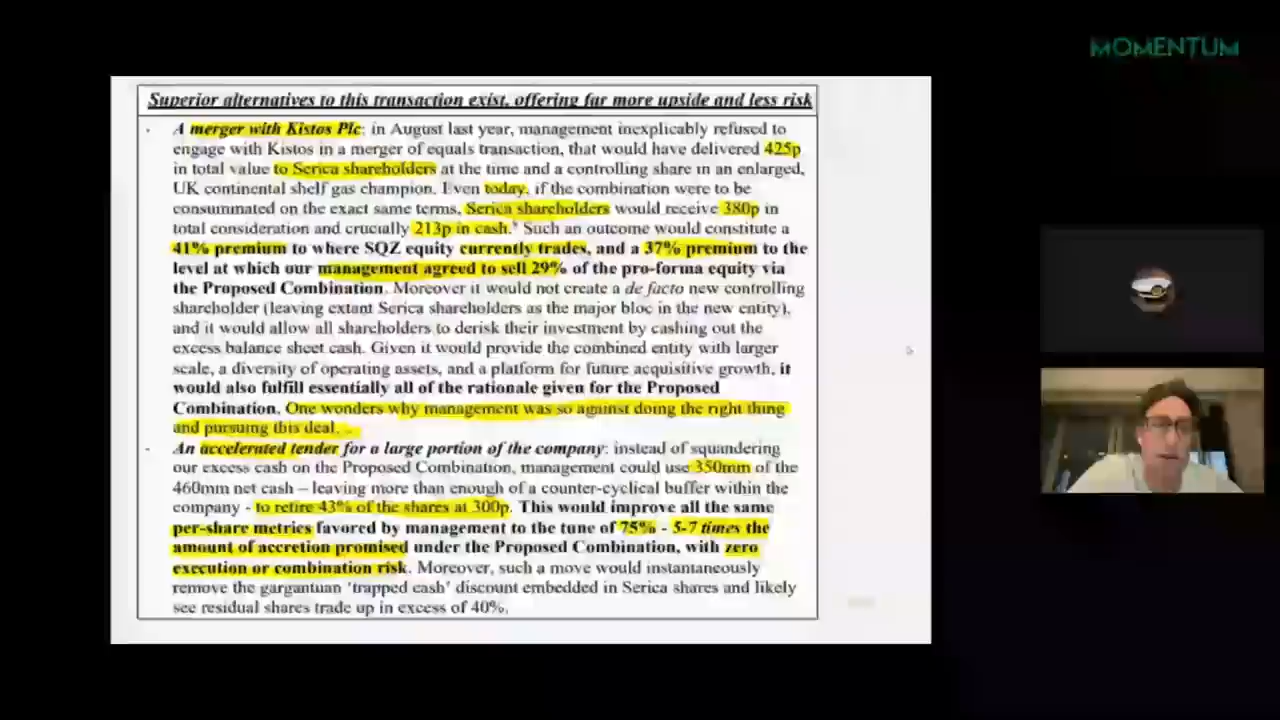 MOMENTUM
Superior alternatives to this transaction exist, offering far more upside and less risk
- A merger with Kistos Plc: in August last year, management inexplicably refused to
engage with Kistos in a merger of equals transaction, that would have delivered 425p
in total value to Serica shareholders at the time and a controlling share in an enlarged,
UK continental shelf gas champion. Even today, if the combination were to be
consummated on the exact same terms, Serica shareholders would receive 380p in
total consideration and crucially 213p in cash. Such an outcome would constitute a
41% premium to where SQZ equity currently trades, and a 37% premium to the
level at which our management agreed to sell 29% of the pro-forma equity via
the Proposed Combination. Moreover it would not create a de facto new controlling
shareholder (leaving extant Serica shareholders as the major bloc in the new entity),
and it would allow all shareholders to derisk their investment by cashing out the
excess balance sheet cash. Given it would provide the combined entity with larger
scale, a diversity of operating assets, and a platform for future acquisitive growth, it
would also fulfill essentially all of the rationale given for the Proposed
Combination. One wonders why management was so against doing the right thing
and pursuing this deal...
- An accelerated tender for a large portion of the company: instead of squandering
our excess cash on the Proposed Combination, management could use 350mm of the
460mm net cash – leaving more than enough of a counter-cyclical buffer within the
company - to retire 43% of the shares at 300p. This would improve all the same
per-share metrics favored by management to the tune of 75% - 5-7 times the
amount of accretion promised under the Proposed Combination, with zero
execution or combination risk. Moreover, such a move would instantaneously
remove the gargantuan 'trapped cash' discount embedded in Serica shares and likely
see residual shares trade up in excess of 40%.